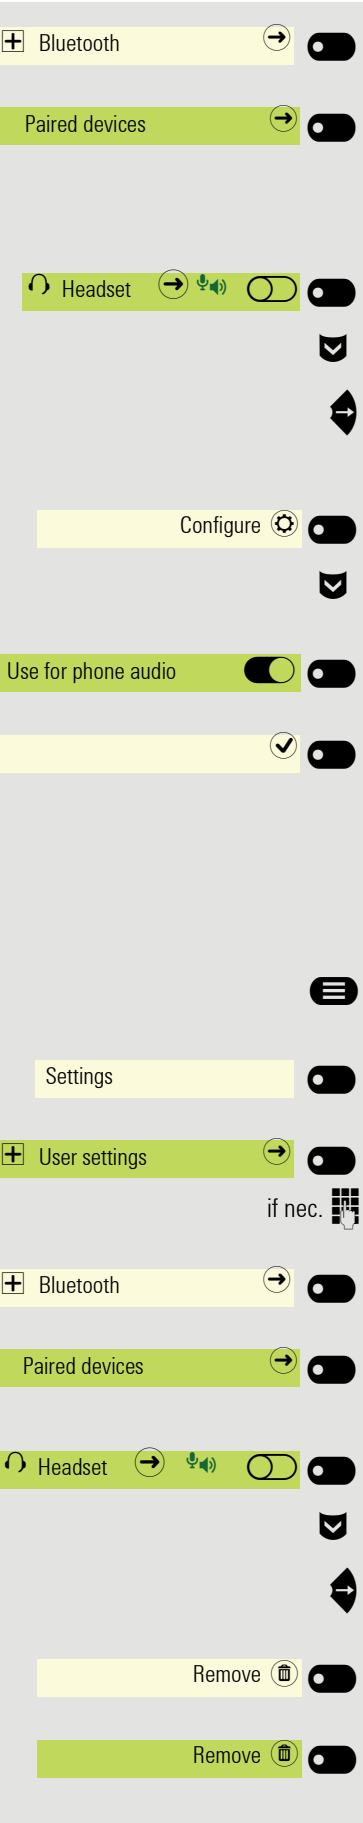 Bluetooth
Paired devices
Headset
Configure
Use for phone audio
Settings
User settings
if nec.
Bluetooth
Paired devices
Headset
Remove
Remove